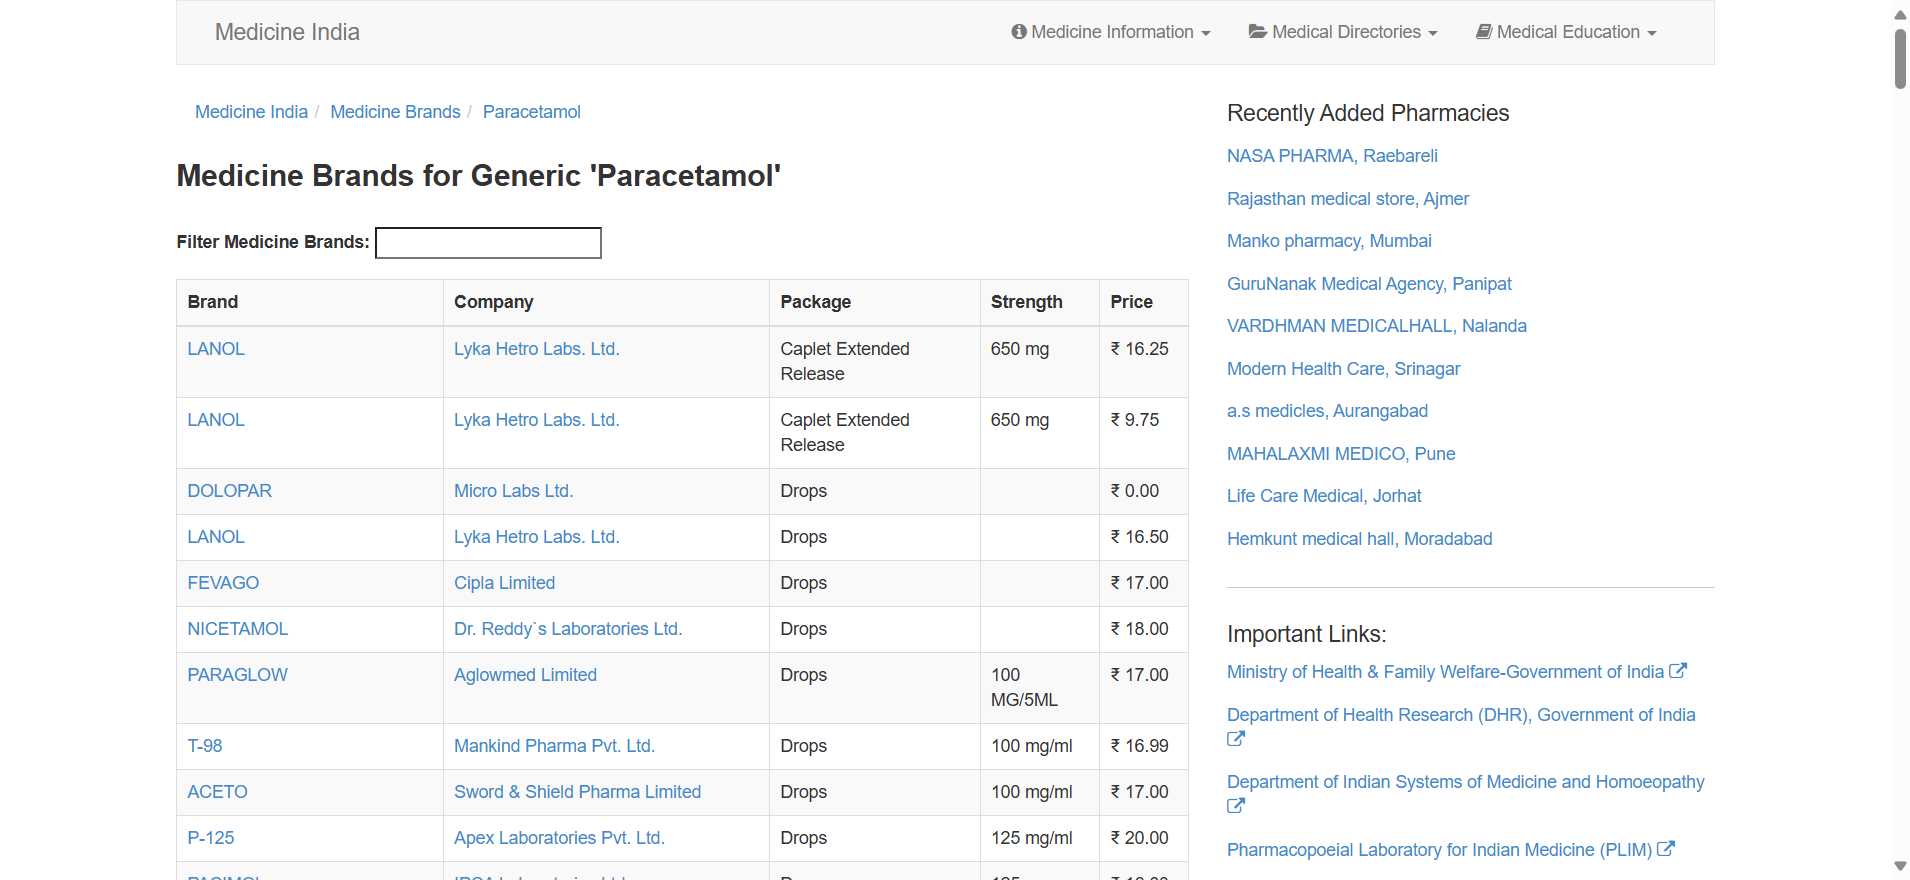 Medicine India
Medicine Information
Medical Directories
Medical Education
Medicine India / Medicine Brands / Paracetamol
Medicine Brands for Generic 'Paracetamol'
Filter Medicine Brands:
Brand Company Package Strength Price
LANOL Lyka Hetro Labs. Ltd. Caplet Extended 650 mg ₹ 16.25
Release
LANOL Lyka Hetro Labs. Ltd. Caplet Extended 650 mg ₹ 9.75
Release
DOLOPAR Micro Labs Ltd. Drops ₹ 0.00
LANOL Lyka Hetro Labs. Ltd. Drops ₹ 16.50
FEVAGO Cipla Limited Drops ₹ 17.00
NICETAMOL Dr. Reddy`s Laboratories Ltd. Drops ₹ 18.00
PARAGLOW Aglowmed Limited Drops 100 ₹ 17.00
MG/5ML
T-98 Mankind Pharma Pvt. Ltd. Drops 100 mg/ml ₹ 16.99
ACETO Sword & Shield Pharma Limited Drops 100 mg/ml ₹ 17.00
P-125 Apex Laboratories Pvt. Ltd. Drops 125 mg/ml ₹ 20.00
Recently Added Pharmacies
NASA PHARMA, Raebareli
Rajasthan medical store, Ajmer
Manko pharmacy, Mumbai
GuruNanak Medical Agency, Panipat
VARDHMAN MEDICALHALL, Nalanda
Modern Health Care, Srinagar
a.s medicles, Aurangabad
MAHALAXMI MEDICO, Pune
Life Care Medical, Jorhat
Hemkunt medical hall, Moradabad
Important Links:
Ministry of Health & Family Welfare-Government of India
Department of Health Research (DHR), Government of India
Department of Indian Systems of Medicine and Homoeopathy
Pharmacopoeial Laboratory for Indian Medicine (PLIM)